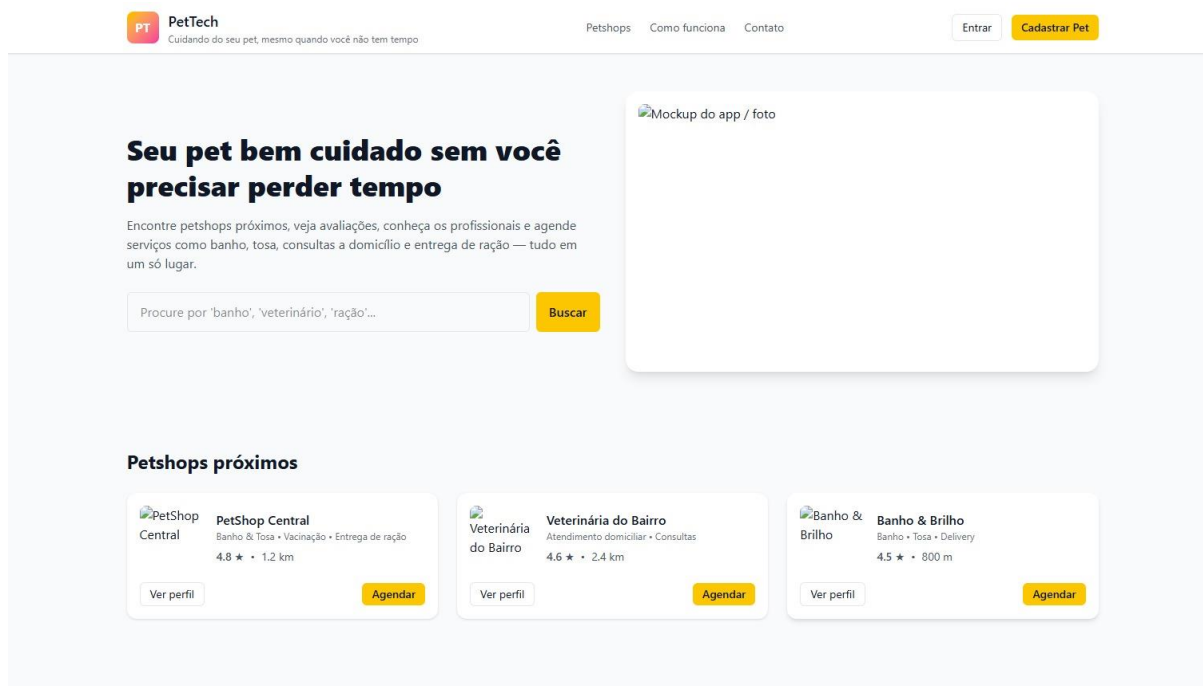 PT
PetTech
Cuidando do seu pet, mesmo quando você não tem tempo
Petshops
Como funciona
Contato
Entrar
Cadastrar Pet
Seu pet bem cuidado sem você
precisar perder tempo
Encontre petshops próximos, veja avaliações, conheça os profissionais e agende
serviços como banho, tosa, consultas a domicílio e entrega de ração — tudo em
um só lugar.
Procure por 'banho', 'veterinário', 'ração'...
Buscar
Mockup do app / foto
Petshops próximos
PetShop
Central
PetShop Central
Banho & Tosa • Vacinação • Entrega de ração
4.8 ★ • 1.2 km
Ver perfil
Agendar
Veterinária
do Bairro
Veterinária do Bairro
Atendimento domiciliar • Consultas
4.6 ★ • 2.4 km
Ver perfil
Agendar
Banho &
Brilho
Banho & Brilho
Banho • Tosa • Delivery
4.5 ★ • 800 m
Ver perfil
Agendar